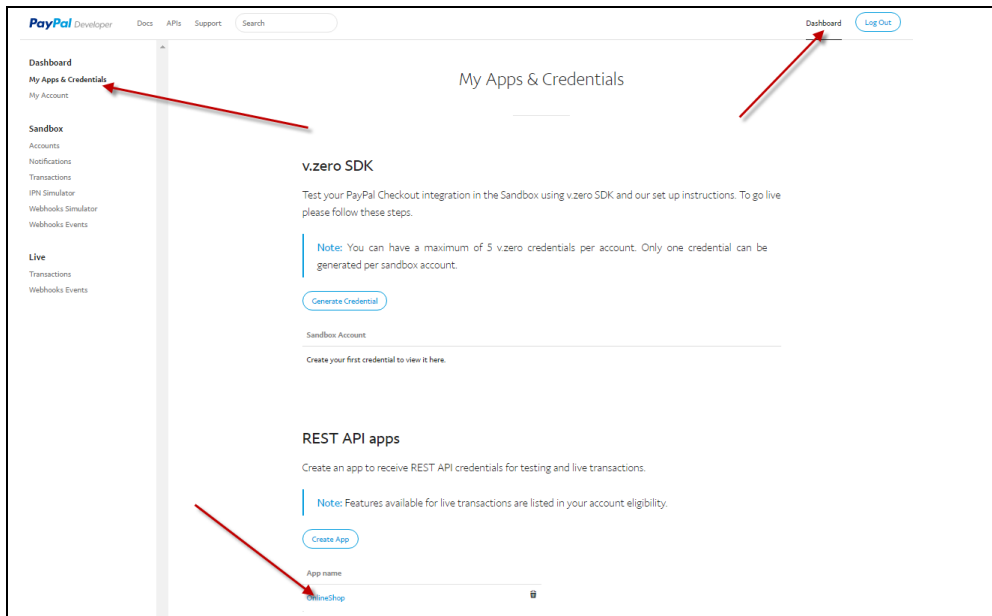 PayPal Developer Docs APIs Support Search Dashboard Log Out
Dashboard
My Apps & Credentials
My Account
Sandbox
Accounts
Notifications
Transactions
IPN Simulator
Webhooks Simulator
Webhooks Events
Live
Transactions
Webhooks Events
My Apps & Credentials
v.zero SDK
Test your PayPal Checkout integration in the Sandbox using v.zero SDK and our set up instructions. To go live
please follow these steps.
Note: You can have a maximum of 5 v.zero credentials per account. Only one credential can be
generated per sandbox account.
Generate Credential
Sandbox Account
Create your first credential to view it here.
REST API apps
Create an app to receive REST API credentials for testing and live transactions.
Note: Features available for live transactions are listed in your account eligibility.
Create App
App name
OnlineShop